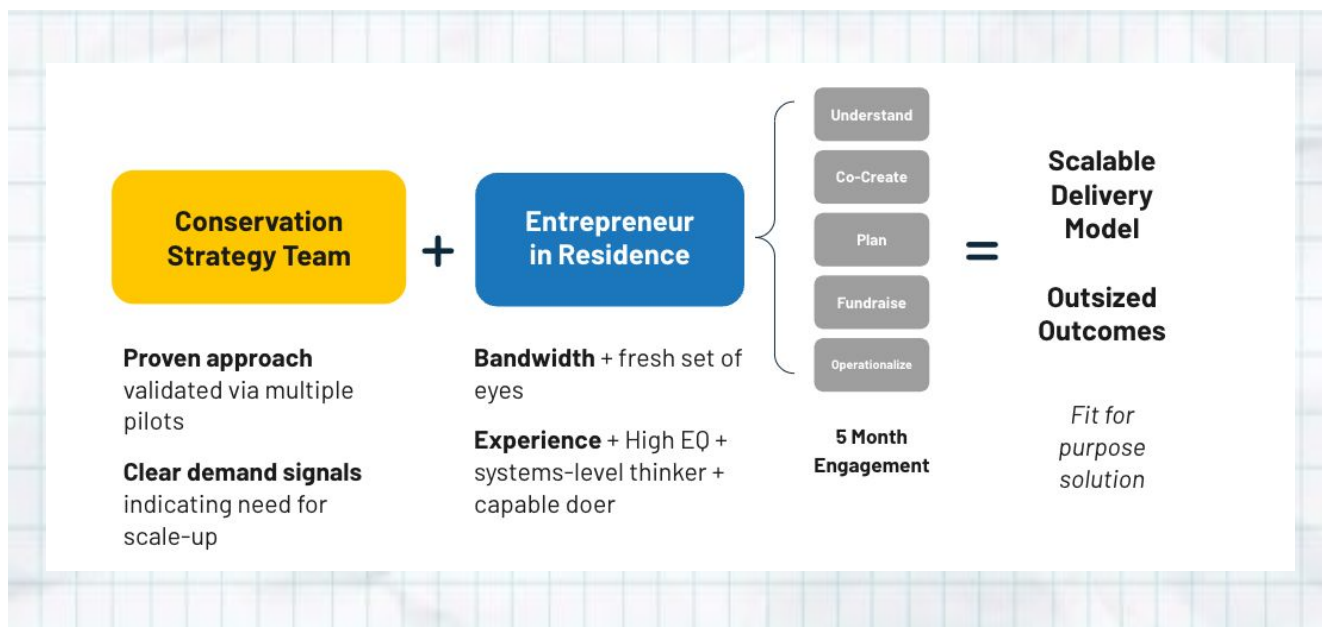 Conservation
Strategy Team
+
Entrepreneur
in Residence
Understand
Co-Create
Plan
Fundraise
Operationalize
=
Scalable
Delivery
Model
Outsized
Outcomes
Proven approach
validated via multiple
pilots
Clear demand signals
indicating need for
scale-up
Bandwidth + fresh set of
eyes
Experience + High EQ +
systems-level thinker +
capable doer
5 Month
Engagement
Fit for
purpose
solution